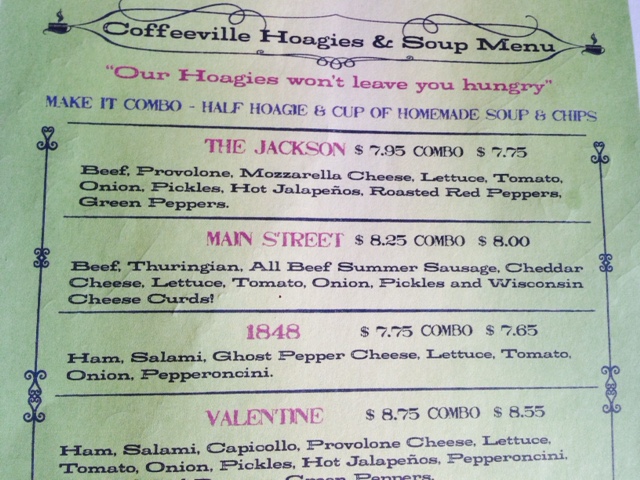 Coffeeville Hoagies & Soup Menu
"Our Hoagies won't leave you hungry"
MAKE IT COMBO - HALF HOAGIE & CUP OF HOMEMADE SOUP & CHIPS
THE JACKSON $ 7.95 COMBO $ 7.75
Beef, Provolone, Mozzarella Cheese, Lettuce, Tomato,
Onion, Pickles, Hot Jalapeños, Roasted Red Peppers,
Green Peppers.
MAIN STREET $ 8.25 COMBO $ 8.00
Beef, Thuringian, All Beef Summer Sausage, Cheddar
Cheese, Lettuce, Tomato, Onion, Pickles and Wisconsin
Cheese Curds!
1848 $ 7.75 COMBO $ 7.65
Ham, Salami, Ghost Pepper Cheese, Lettuce, Tomato,
Onion, Pepperoncini.
VALENTINE $ 8.75 COMBO $ 8.55
Ham, Salami, Capicollo, Provolone Cheese, Lettuce,
Tomato, Onion, Pickles, Hot Jalapeños, Pepperoncini,
Green Peppers.